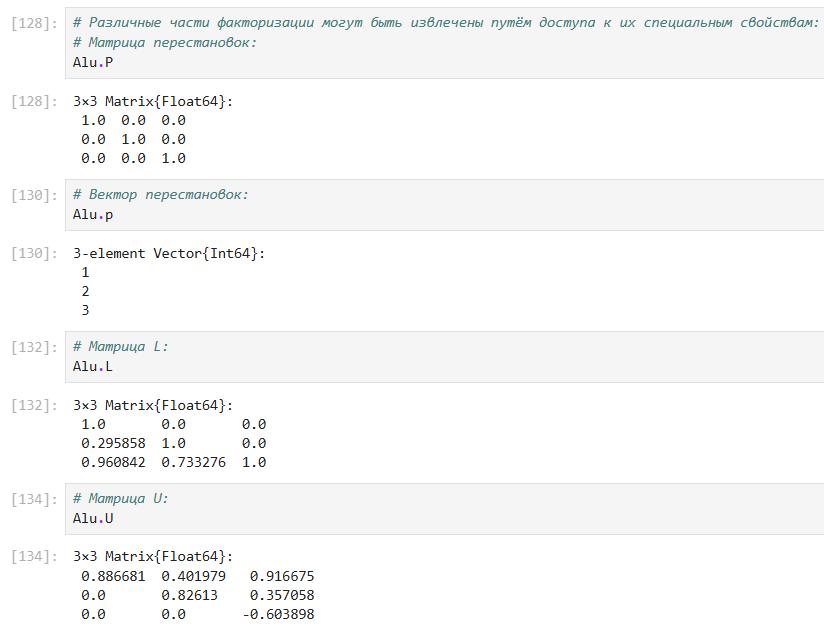 [128]: # Различные части факторизации могут быть извлечены путём доступа к их специальным свойствам:
# Матрица перестановок:
Alu.P
[128]: 3×3 Matrix{Float64}:
1.0 0.0 0.0
0.0 1.0 0.0
0.0 0.0 1.0
[130]: # Вектор перестановок:
Alu.p
[130]: 3-element Vector{Int64}:
1
2
3
[132]: # Матрица L:
Alu.L
[132]: 3×3 Matrix{Float64}:
1.0 0.0 0.0
0.295858 1.0 0.0
0.960842 0.733276 1.0
[134]: # Матрица U:
Alu.U
[134]: 3×3 Matrix{Float64}:
0.886681 0.401979 0.916675
0.0 0.82613 0.357058
0.0 0.0 -0.603898